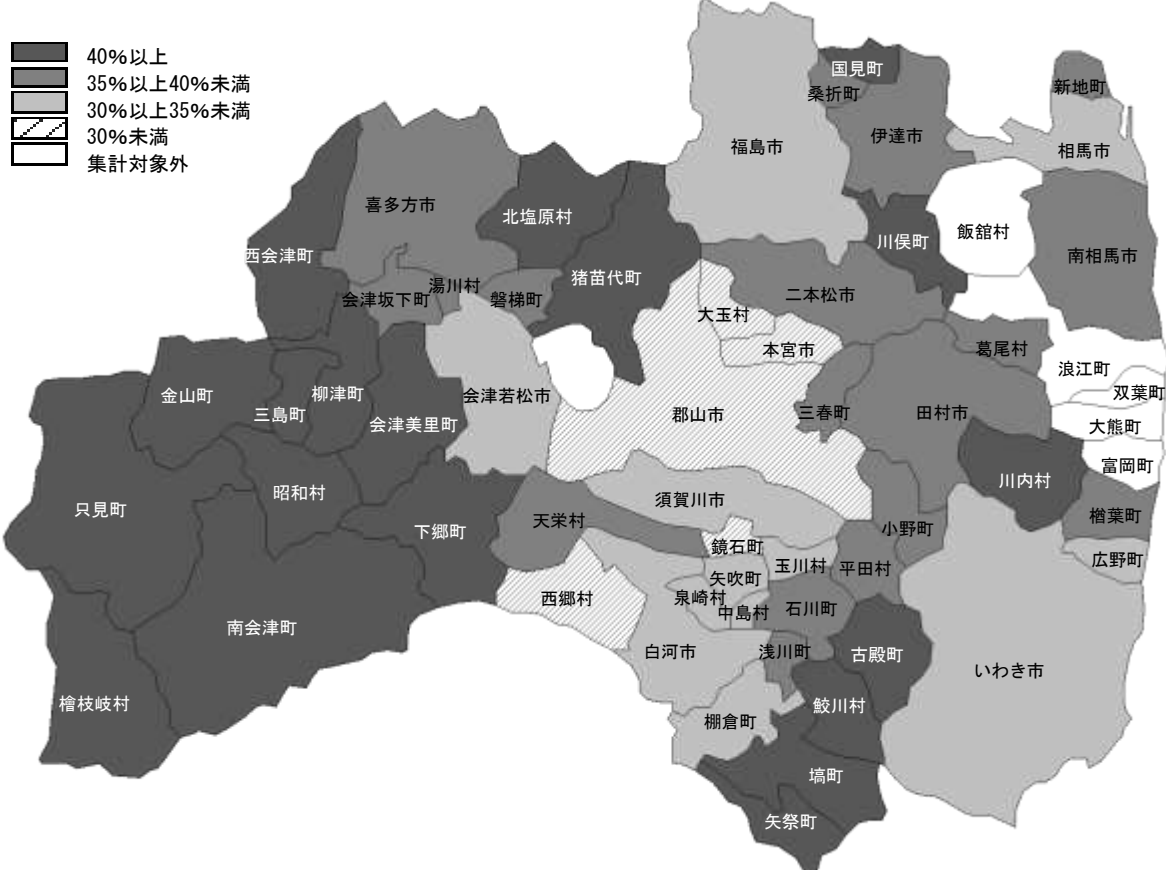 40%以上
35%以上40%未満
30%以上35%未満
30%未満
集計対象外
国見町
桑折町
新地町
伊達市
福島市
相馬市
喜多方市
北塩原村
川俣町
飯舘村
西会津町
猪苗代町
南相馬市
湯川村
会津坂下町
磐梯町
二本松市
大玉村
本宮市
葛尾村
浪江町
双葉町
金山町
柳津町
三島町
会津若松市
会津美里町
郡山市
三春町
田村市
大熊町
富岡町
川内村
昭和村
只見町
須賀川市
楢葉町
下郷町
天栄村
小野町
鏡石町
玉川村
平田村
広野町
矢吹町
西郷村
泉崎村
中島村
石川町
南会津町
白河市
浅川町
古殿町
いわき市
檜枝岐村
鮫川村
棚倉町
塙町
矢祭町